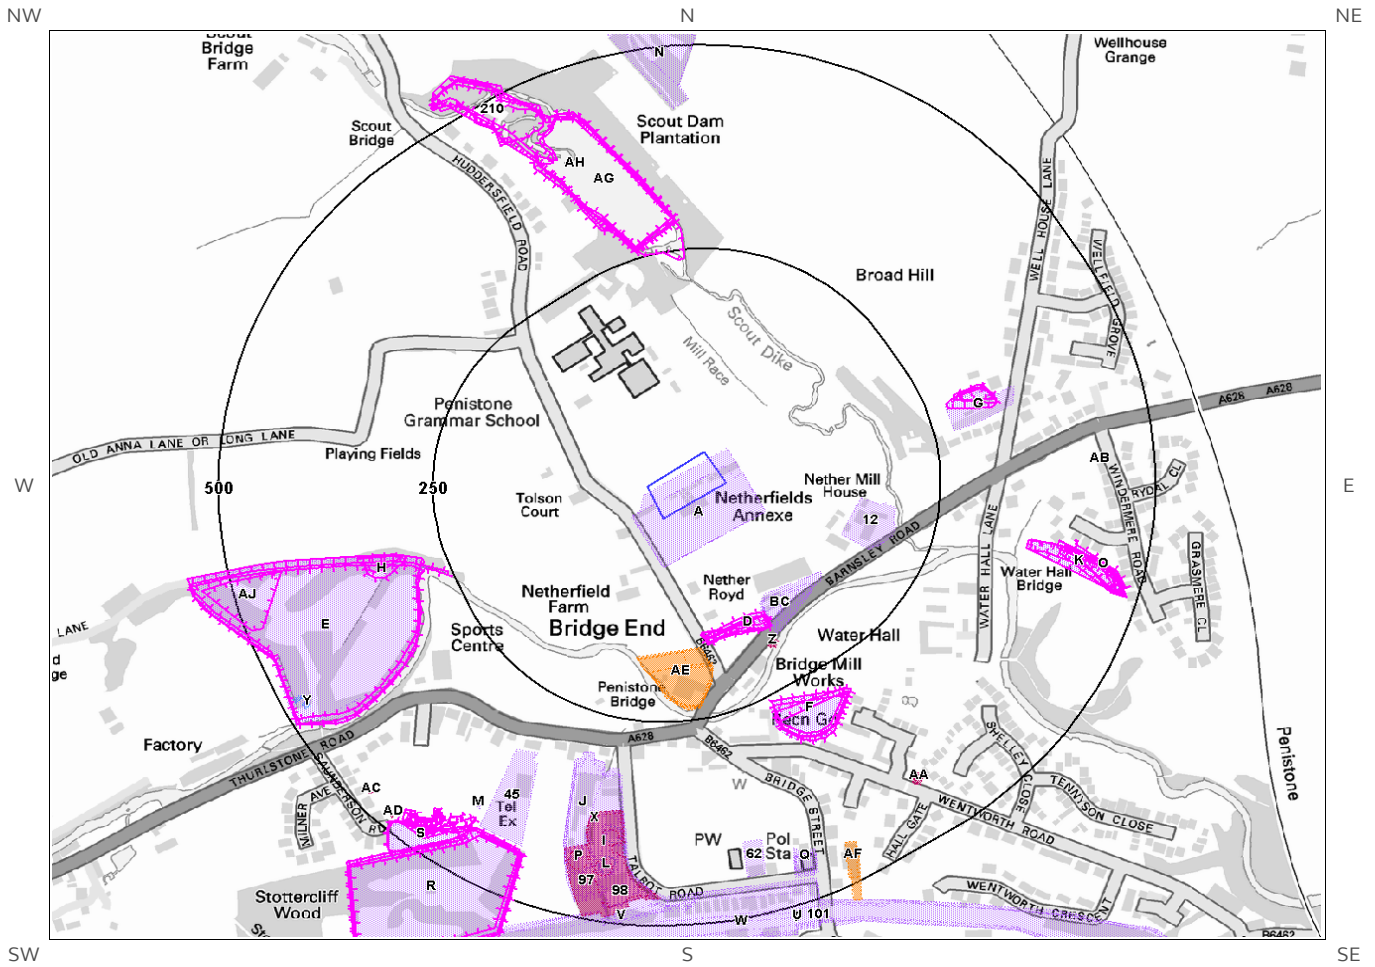 NW
N
NE
Scout
Bridge
Farm
N
Wellhouse
Grange
210
Scout
Bridge
Scout Dam
Plantation
AH
AG
HUDDERSFIELD ROAD
WELL HOUSE LANE
WELLFIELD GROVE
Broad Hill
Scout Dike
Mill Race
A628
A628
G
Penistone
Grammar School
OLD ANNA LANE OR LONG LANE
Playing Fields
AB
WINDERMERE ROAD
RYDAL CL
W
500
250
Tolson
Court
Nether Mill
House
Netherfields
Annexe
A
12
E
BARNSLEY ROAD
WATER HALL LANE
GRASMERE CL
H
AJ
E
Y
K
O
Water Hall
Bridge
Nether
Royd
BC
D
Z
Netherfield
Farm
Bridge End
LANE
Sports
Centre
Water Hall
B6462
AE
Penistone
Bridge
Bridge Mill
Works
F
Recn Gd
d
ge
Factory
THURLSTONE ROAD
A628
B6462
SHELLEY CLOSE
TENNYSON CLOSE
Penistone
SAUNDERSON RD
MILNER AVE
AC
AD
M
S
45
Tel
Ex
J
X
I
P
L
97
98
V
W
BRIDGE STREET
AA
WENTWORTH ROAD
HALL GATE
PW
62
Pol
Sta
Q
AF
R
TALBOT ROAD
Stottercliff
Wood
W
U
101
WENTWORTH CRESCENT
B6462
SW
S
SE